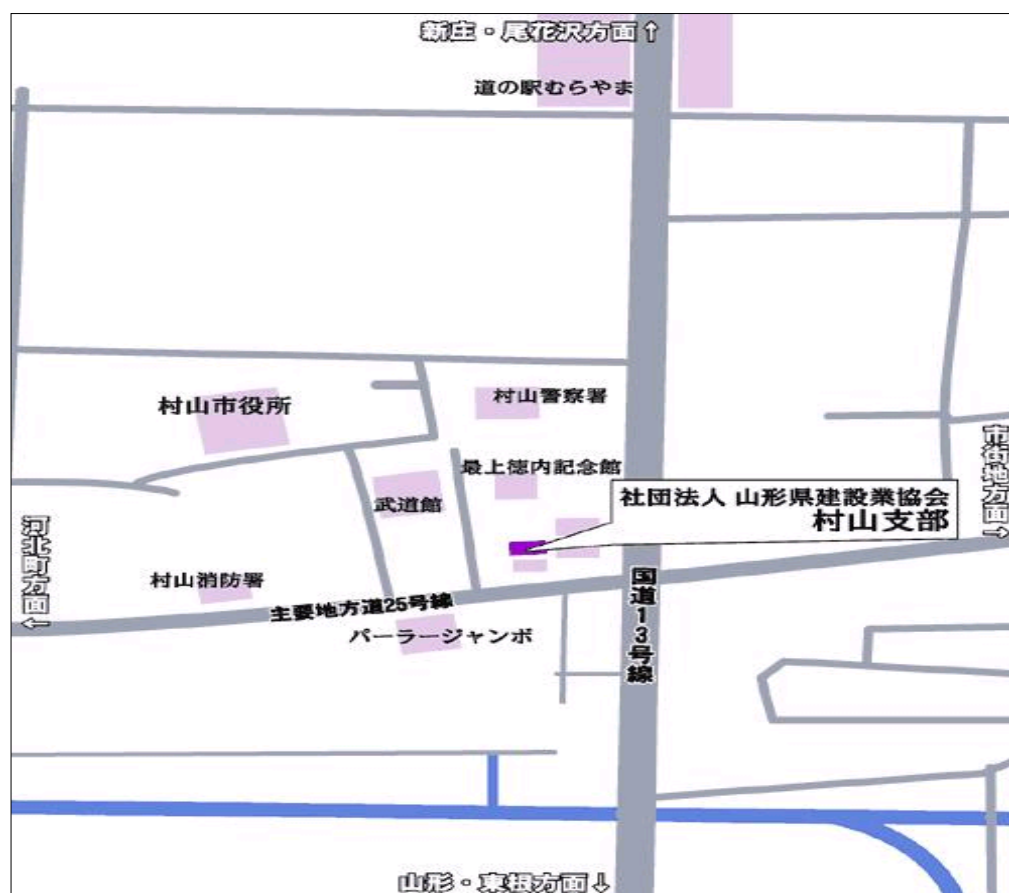 新庄・尾花沢方面↑
道の駅むらやま
村山市役所
村山警察署
最上徳内記念館
武道館
社団法人 山形県建設業協会
村山支部
市街地方面→
河北町方面←
村山消防署
主要地方道25号線
国道13号線
パーラージャンボ
山形・東根方面↓